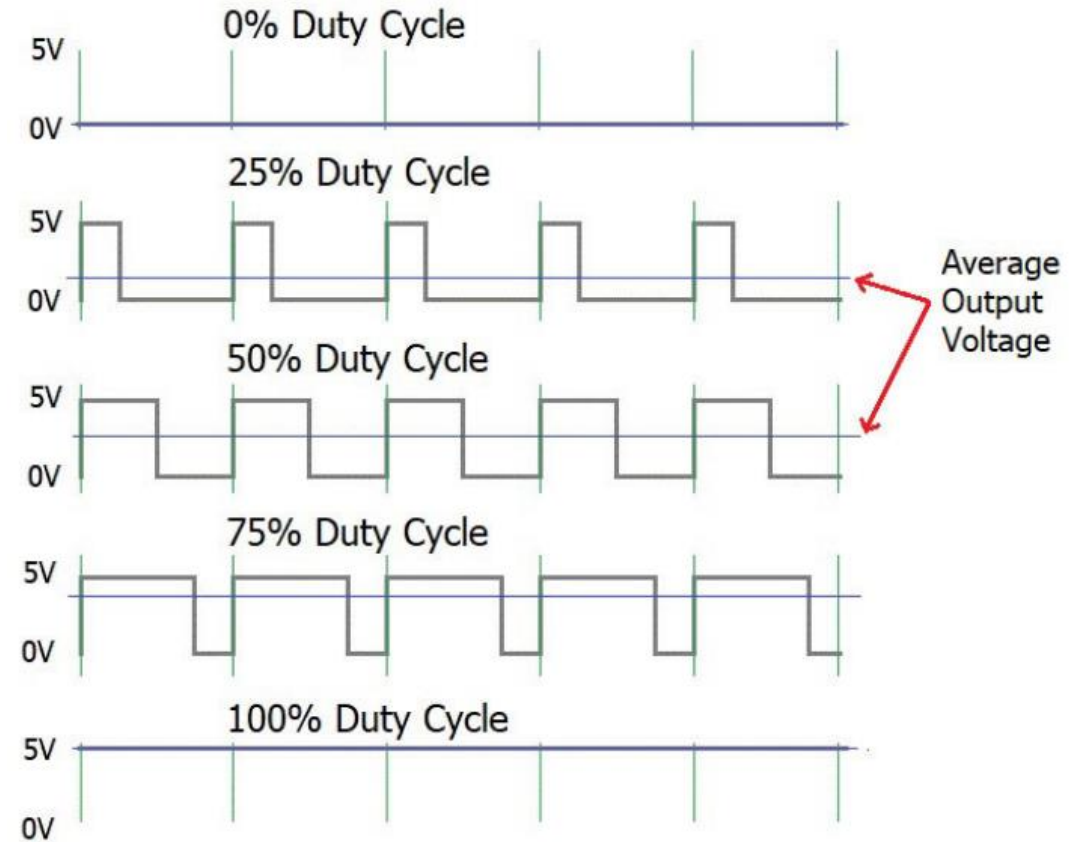 0% Duty Cycle
5V
0V
25% Duty Cycle
5V
0V
Average
Output
Voltage
50% Duty Cycle
5V
0V
75% Duty Cycle
5V
0V
100% Duty Cycle
5V
0V